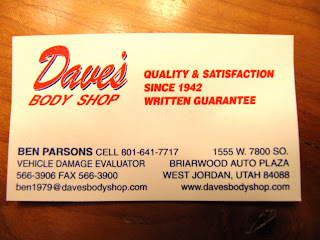 Dave's
BODY SHOP
QUALITY & SATISFACTION
SINCE 1942
WRITTEN GUARANTEE
BEN PARSONS CELL 801-641-7717
VEHICLE DAMAGE EVALUATOR
566-3906 FAX 566-3900
ben1979@davesbodyshop.com
1555 W. 7800 SO.
BRIARWOOD AUTO PLAZA
WEST JORDAN, UTAH 84088
www.davesbodyshop.com